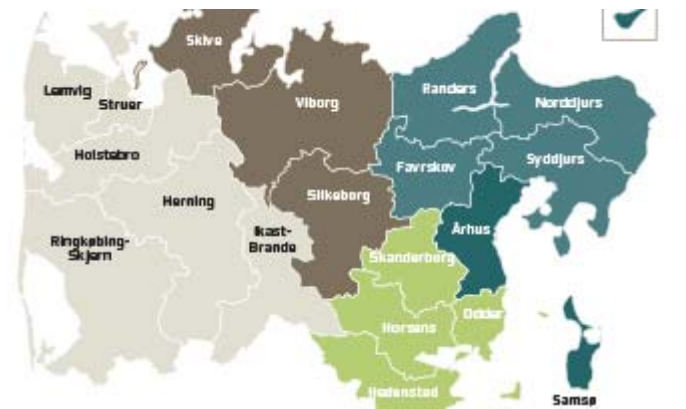 Skive
Lemvig
Struer
Viborg
Randers
Norddjurs
Holstebro
Favrskov
Syddjurs
Herning
Silkeborg
Ringkøbing-
Skjern
Ikast-
Brande
Århus
Skanderborg
Horsens
Odder
Hedensted
Samsø